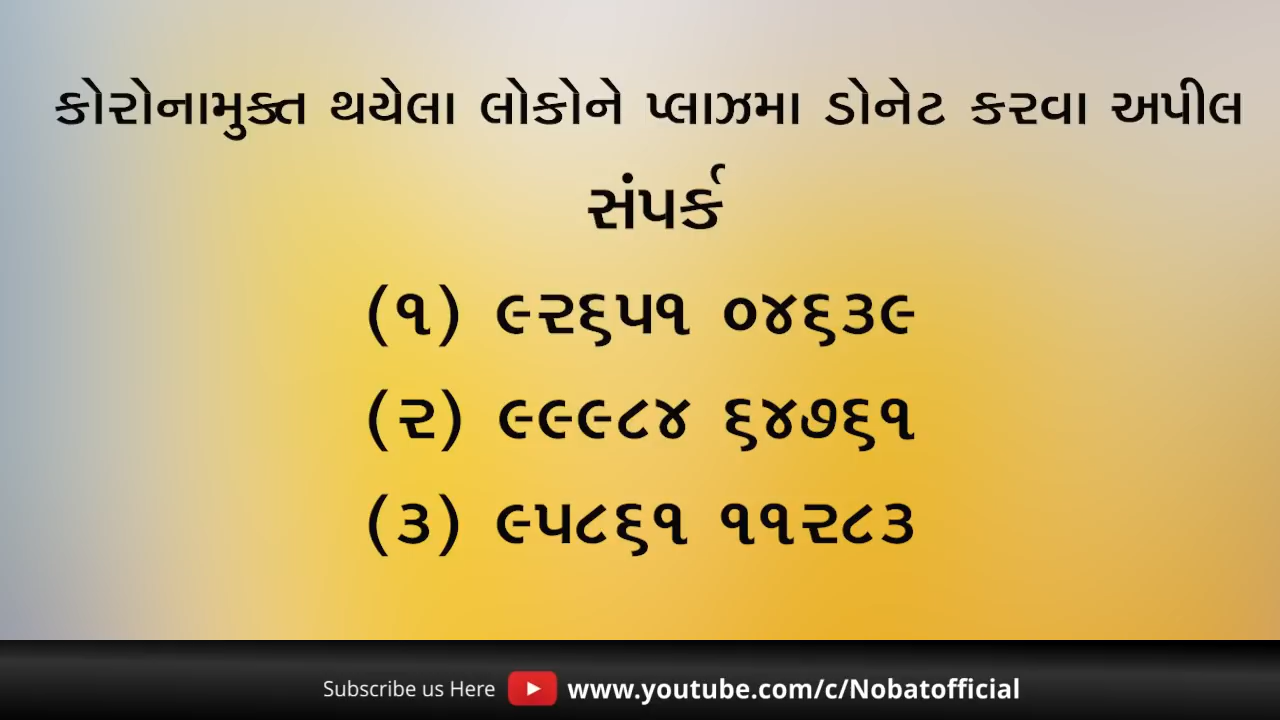 કોરોનામુક્ત થયેલા લોકોને પ્લાઝમા ડોનેટ કરવા અપીલ
સંપર્ક
(૧) ૯૨૬૫૧ ૦૪૬૩૯
(૨) ૯૯૯૮૪ ૬૪૭૬૧
(૩) ૯૫૮૬૧ ૧૧૨૮૩
Subscribe us Here www.youtube.com/c/Nobatofficial